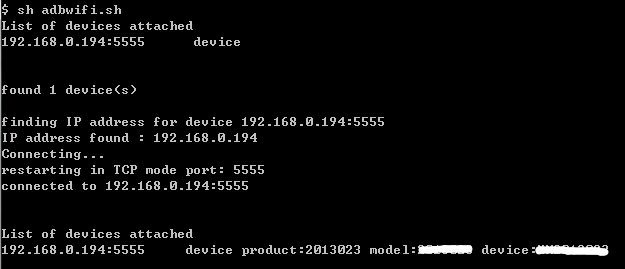 $ sh adbwifi.sh
List of devices attached
192.168.0.194:5555 device
found 1 device(s)
finding IP address for device 192.168.0.194:5555
IP address found : 192.168.0.194
Connecting...
restarting in TCP mode port: 5555
connected to 192.168.0.194:5555
List of devices attached
192.168.0.194:5555 device product:2013023 model: device: